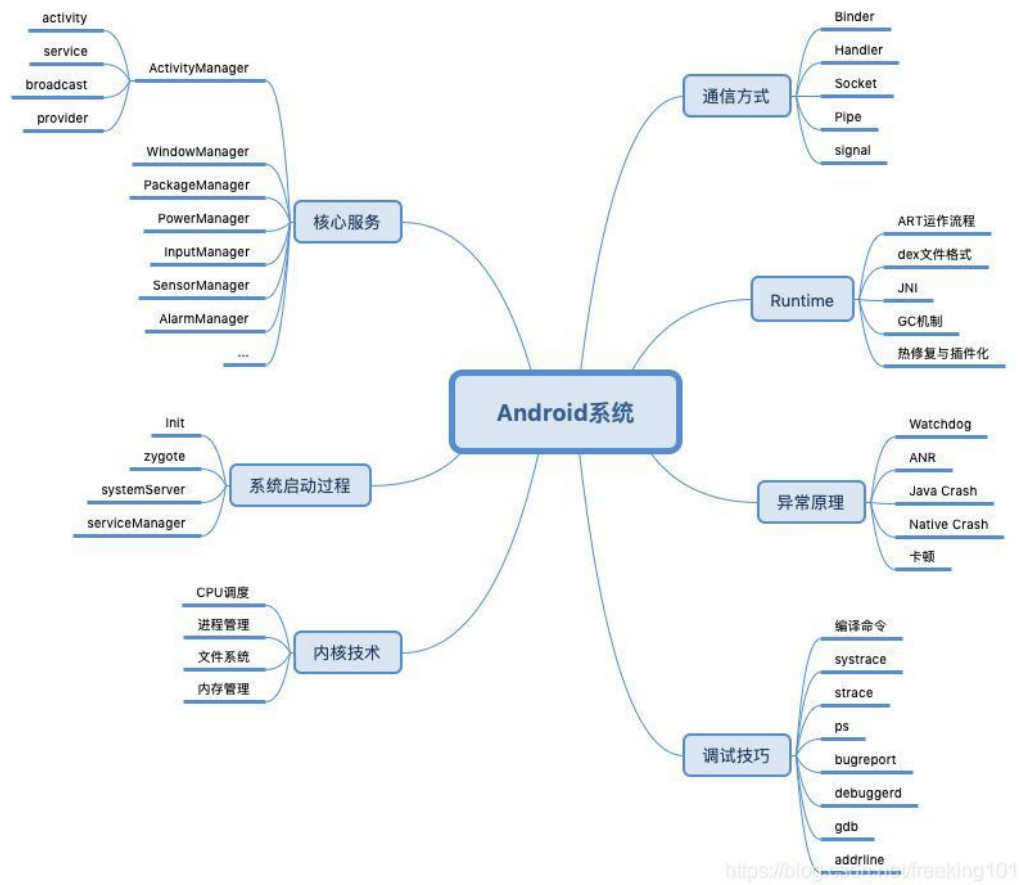 Android系统
核心服务
ActivityManager
activity
service
broadcast
provider
WindowManager
PackageManager
PowerManager
InputManager
SensorManager
AlarmManager
...
系统启动过程
Init
zygote
systemServer
serviceManager
内核技术
CPU调度
进程管理
文件系统
内存管理
通信方式
Binder
Handler
Socket
Pipe
signal
Runtime
ART运作流程
dex文件格式
JNI
GC机制
热修复与插件化
异常原理
Watchdog
ANR
Java Crash
Native Crash
卡顿
调试技巧
编译命令
systrace
strace
ps
bugreport
debuggerd
gdb
addrline
https://blog.csdn.net/freeking101